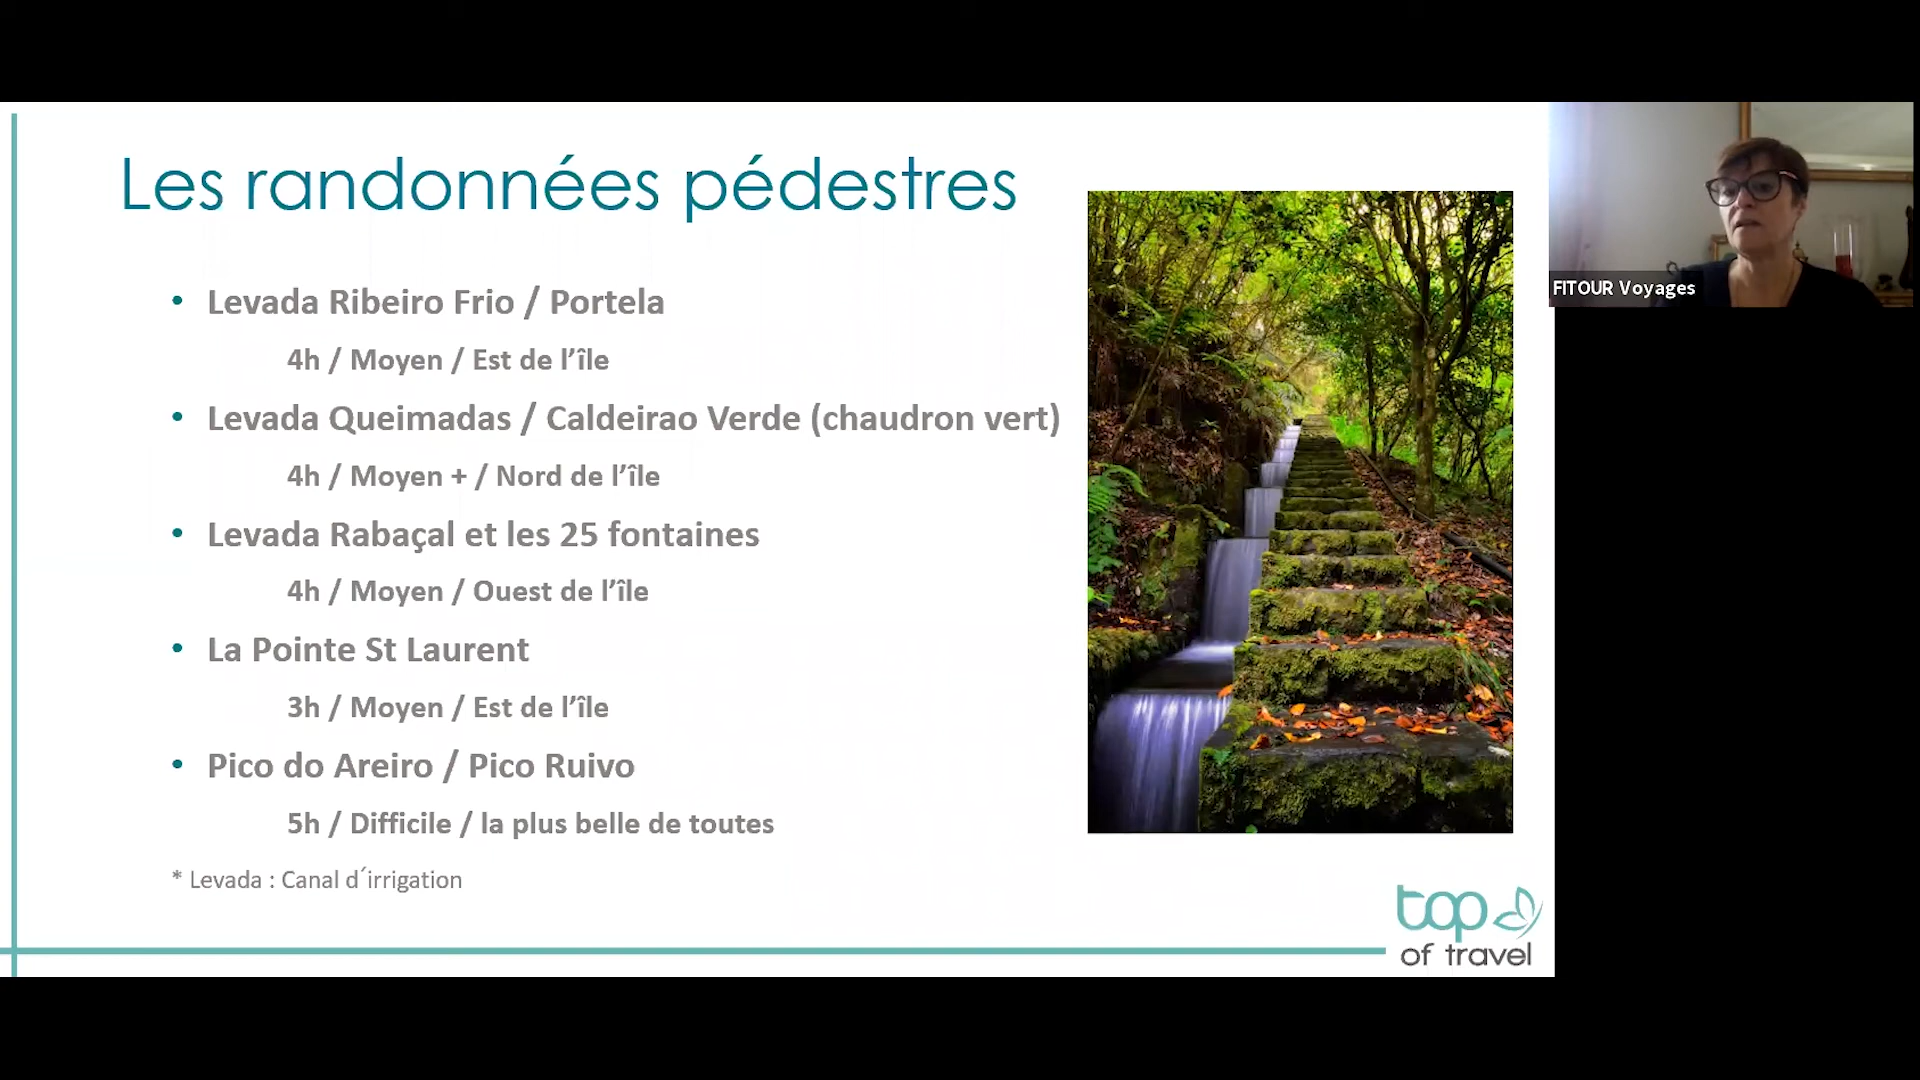 Les randonnées pédestres
• Levada Ribeiro Frio / Portela
4h / Moyen / Est de l’île
• Levada Queimadas / Caldeirao Verde (chaudron vert)
4h / Moyen + / Nord de l’île
• Levada Rabaçal et les 25 fontaines
4h / Moyen / Ouest de l’île
• La Pointe St Laurent
3h / Moyen / Est de l’île
• Pico do Areiro / Pico Ruivo
5h / Difficile / la plus belle de toutes
* Levada : Canal d´irrigation
top
of travel
FITOUR Voyages